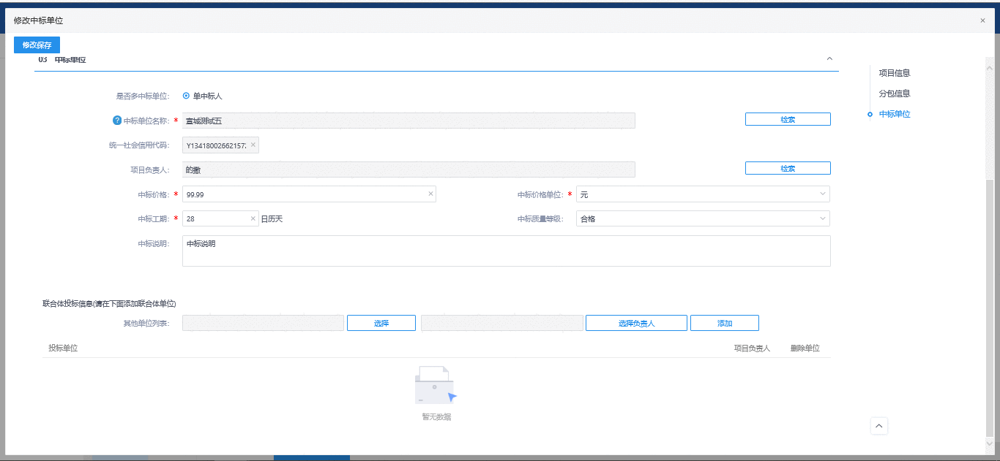 修改中标单位
×
修改保存
03 中标单位
项目信息
分包信息
中标单位
是否多中标单位: 单中标人
? 中标单位名称: * 宣城测试五 检索
统一社会信用代码: Y13418002662157 ×
项目负责人: 的撒 检索
中标价格: * 99.99 × 中标价格单位: * 元
中标工期: * 28 × 日历天 中标质量等级: 合格
中标说明: 中标说明
联合体投标信息(请在下面添加联合体单位)
其他单位列表: 选择 选择负责人 添加
投标单位 项目负责人 删除单位
暂无数据